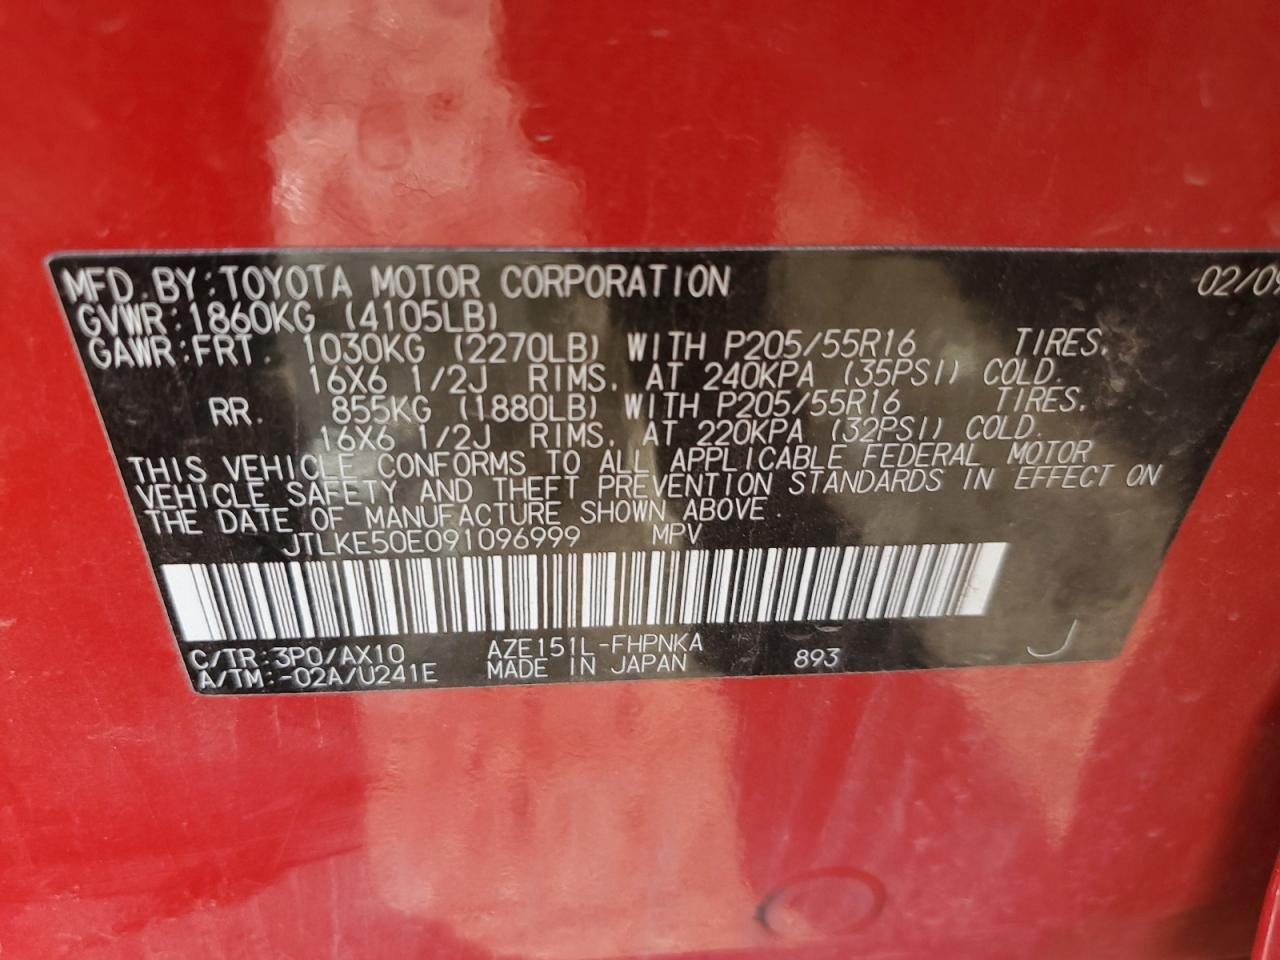 MFD.BY:TOYOTA MOTOR CORPORATION 02/09
GVWR:1860KG (4105LB)
GAWR:FRT. 1030KG (2270LB) WITH P205/55R16 TIRES,
16X6 1/2J RIMS, AT 240KPA (35PSI) COLD.
RR. 855KG (1880LB) WITH P205/55R16 TIRES,
16X6 1/2J RIMS, AT 220KPA (32PSI) COLD.
THIS VEHICLE CONFORMS TO ALL APPLICABLE FEDERAL MOTOR
VEHICLE SAFETY AND THEFT PREVENTION STANDARDS IN EFFECT ON
THE DATE OF MANUFACTURE SHOWN ABOVE.
JTLKE50E091096999 MPV
C/TR:3P0/AX10 AZE151L-FHPNKA
A/TM:-02A/U241E MADE IN JAPAN 893 J